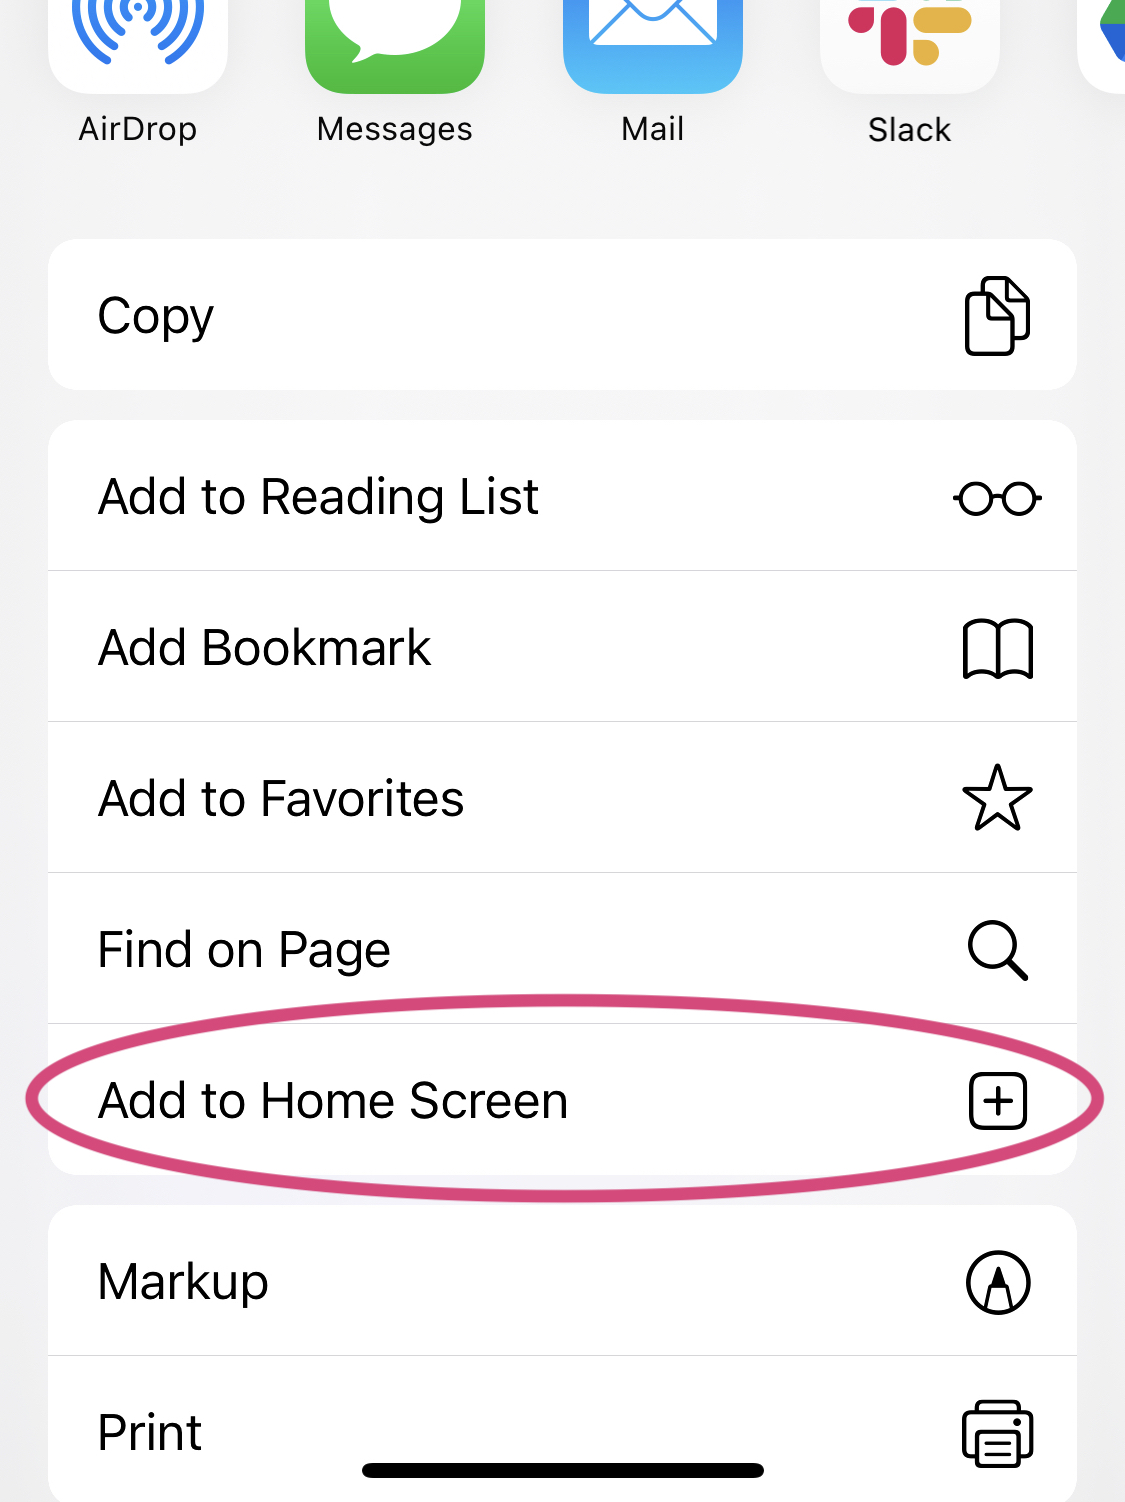 AirDrop
Messages
Mail
Slack
Copy
Add to Reading List
Add Bookmark
Add to Favorites
Find on Page
Add to Home Screen
Markup
Print